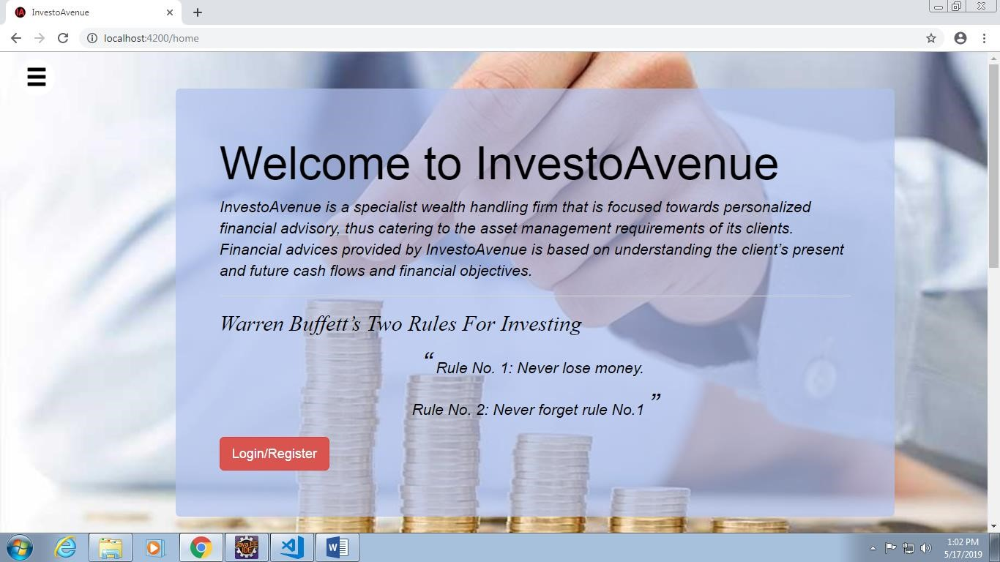 InvestoAvenue
localhost:4200/home
Welcome to InvestoAvenue
InvestoAvenue is a specialist wealth handling firm that is focused towards personalized
financial advisory, thus catering to the asset management requirements of its clients.
Financial advices provided by InvestoAvenue is based on understanding the client’s present
and future cash flows and financial objectives.
Warren Buffett’s Two Rules For Investing
“ Rule No. 1: Never lose money.
Rule No. 2: Never forget rule No.1 ”
Login/Register
Java EE
IDE
1:02 PM
5/17/2019